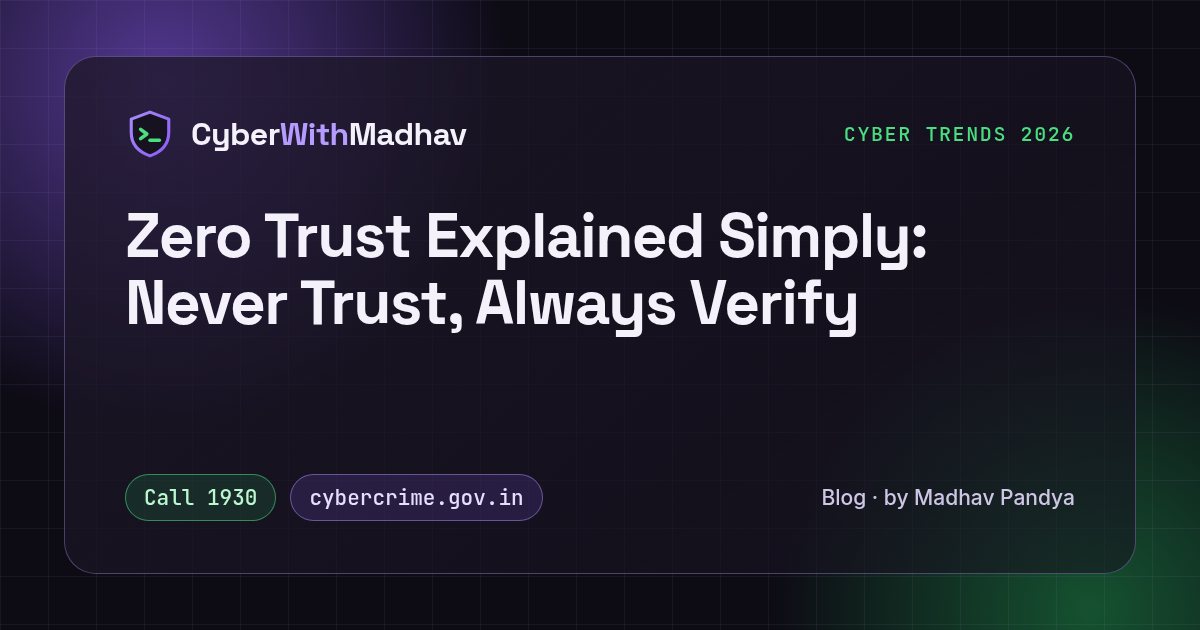 CyberWithMadhav
CYBER TRENDS 2026
Zero Trust Explained Simply:
Never Trust, Always Verify
Call 1930
cybercrime.gov.in
Blog · by Madhav Pandya